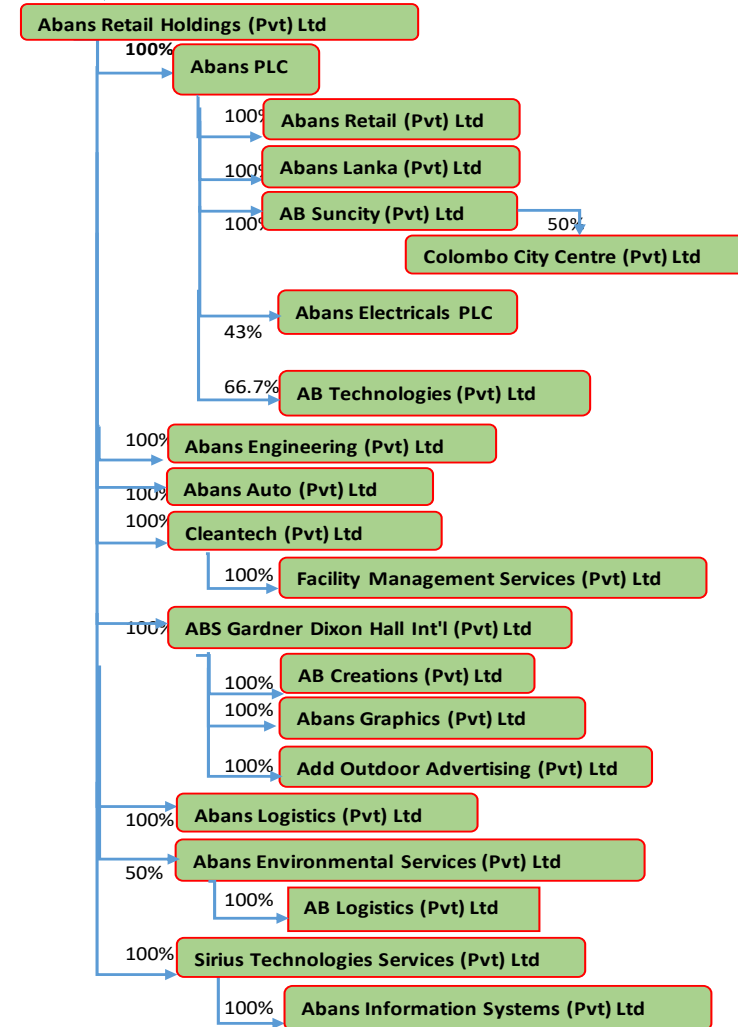 Abans Retail Holdings (Pvt) Ltd
100%
Abans PLC
100%
Abans Retail (Pvt) Ltd
100%
Abans Lanka (Pvt) Ltd
100%
AB Suncity (Pvt) Ltd
50%
Colombo City Centre (Pvt) Ltd
43%
Abans Electricals PLC
66.7%
AB Technologies (Pvt) Ltd
100%
Abans Engineering (Pvt) Ltd
100%
Abans Auto (Pvt) Ltd
100%
Cleantech (Pvt) Ltd
100%
Facility Management Services (Pvt) Ltd
100%
ABS Gardner Dixon Hall Int'l (Pvt) Ltd
100%
AB Creations (Pvt) Ltd
100%
Abans Graphics (Pvt) Ltd
100%
Add Outdoor Advertising (Pvt) Ltd
100%
Abans Logistics (Pvt) Ltd
50%
Abans Environmental Services (Pvt) Ltd
100%
AB Logistics (Pvt) Ltd
100%
Sirius Technologies Services (Pvt) Ltd
100%
Abans Information Systems (Pvt) Ltd